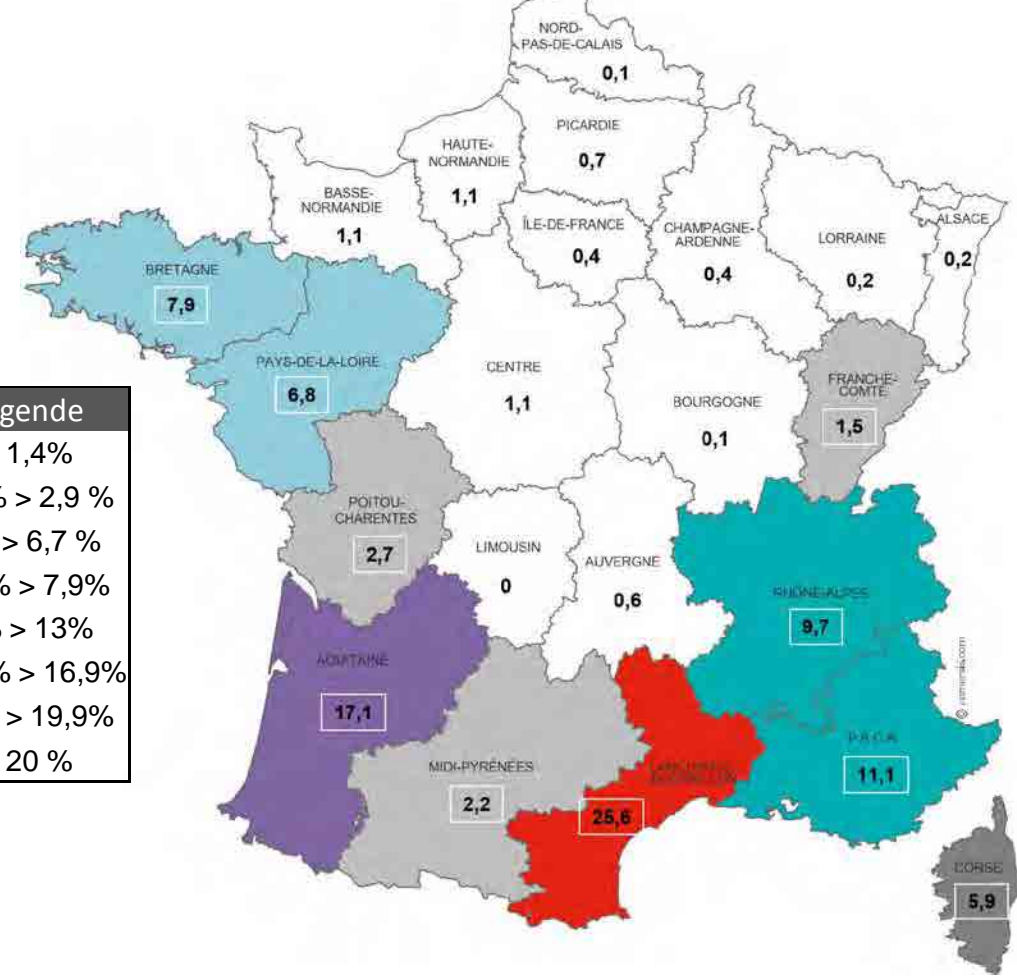 NORD-
PAS-DE-CALAIS
0,1
PICARDIE
0,7
HAUTE-
NORMANDIE
1,1
BASSE-
NORMANDIE
1,1
ÎLE-DE-FRANCE
0,4
CHAMPAGNE-
ARDENNE
0,4
LORRAINE
0,2
ALSACE
0,2
BRETAGNE
7,9
PAYS-DE-LA-LOIRE
6,8
CENTRE
1,1
BOURGOGNE
0,1
FRANCHE-
COMTÉ
1,5
gende
1,4%
% > 2,9 %
> 6,7 %
% > 7,9%
% > 13%
% > 16,9%
> 19,9%
20 %
POITOU-
CHARENTES
2,7
LIMOUSIN
0
AUVERGNE
0,6
RHÔNE-ALPES
9,7
AQUITAINE
17,1
MIDI-PYRÉNÉES
2,2
25,6
P.A.C.A.
11,1
CORSE
5,9